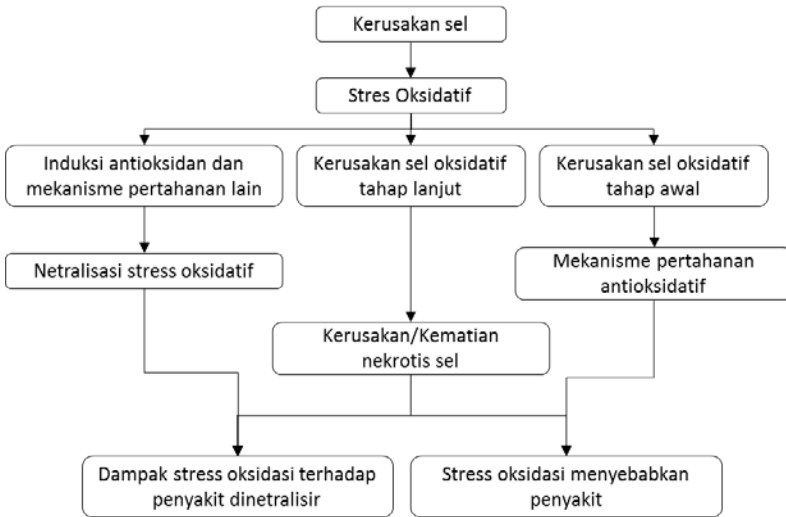 Kerusakan sel
Stres Oksidatif
Induksi antioksidan dan
mekanisme pertahanan lain
Kerusakan sel oksidatif
tahap lanjut
Kerusakan sel oksidatif
tahap awal
Netralisasi stress oksidatif
Mekanisme pertahanan
antioksidatif
Kerusakan/Kematian
nekrotis sel
Dampak stress oksidasi terhadap
penyakit dinetralisir
Stress oksidasi menyebabkan
penyakit